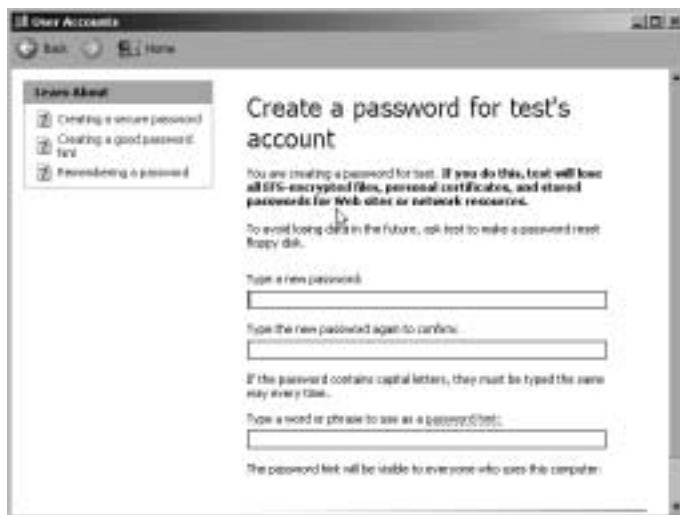 User Accounts
Back Home
Learn About
Creating a secure password
Creating a good password
hint
Remembering a password
Create a password for test's
account
You are creating a password for test. If you do this, test will lose
all EFS-encrypted files, personal certificates, and stored
passwords for Web sites or network resources.
To avoid losing data in the future, ask test to make a password reset
floppy disk.
Type a new password:
Type the new password again to confirm:
If the password contains capital letters, they must be typed the same
way every time.
Type a word or phrase to use as a password hint:
The password hint will be visible to everyone who uses this computer.